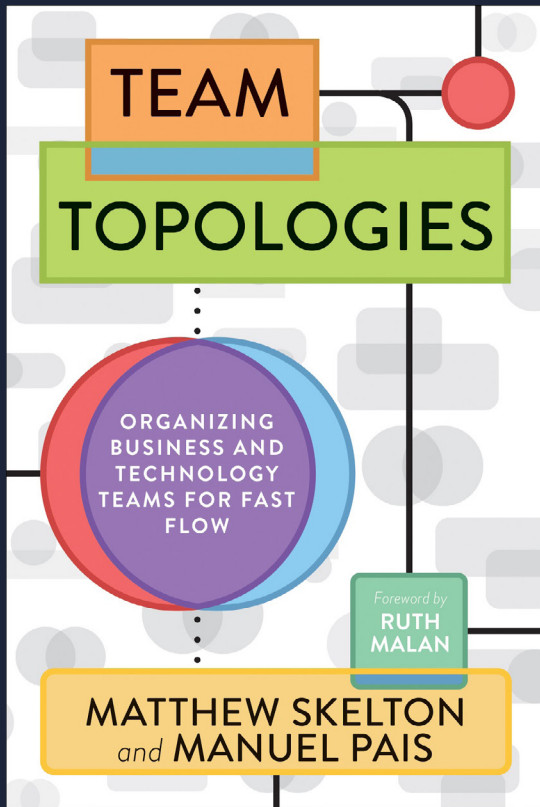 TEAM
TOPOLOGIES
ORGANIZING
BUSINESS AND
TECHNOLOGY
TEAMS FOR FAST
FLOW
Foreword by
RUTH
MALAN
MATTHEW SKELTON
and MANUEL PAIS